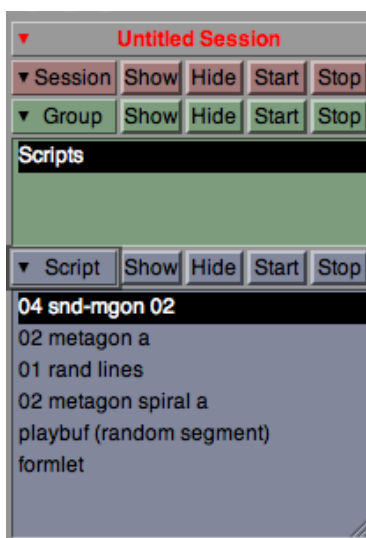 Untitled Session
Session Show Hide Start Stop
Group Show Hide Start Stop
Scripts
Script Show Hide Start Stop
04 snd-mgon 02
02 metagon a
01 rand lines
02 metagon spiral a
playbuf (random segment)
formlet